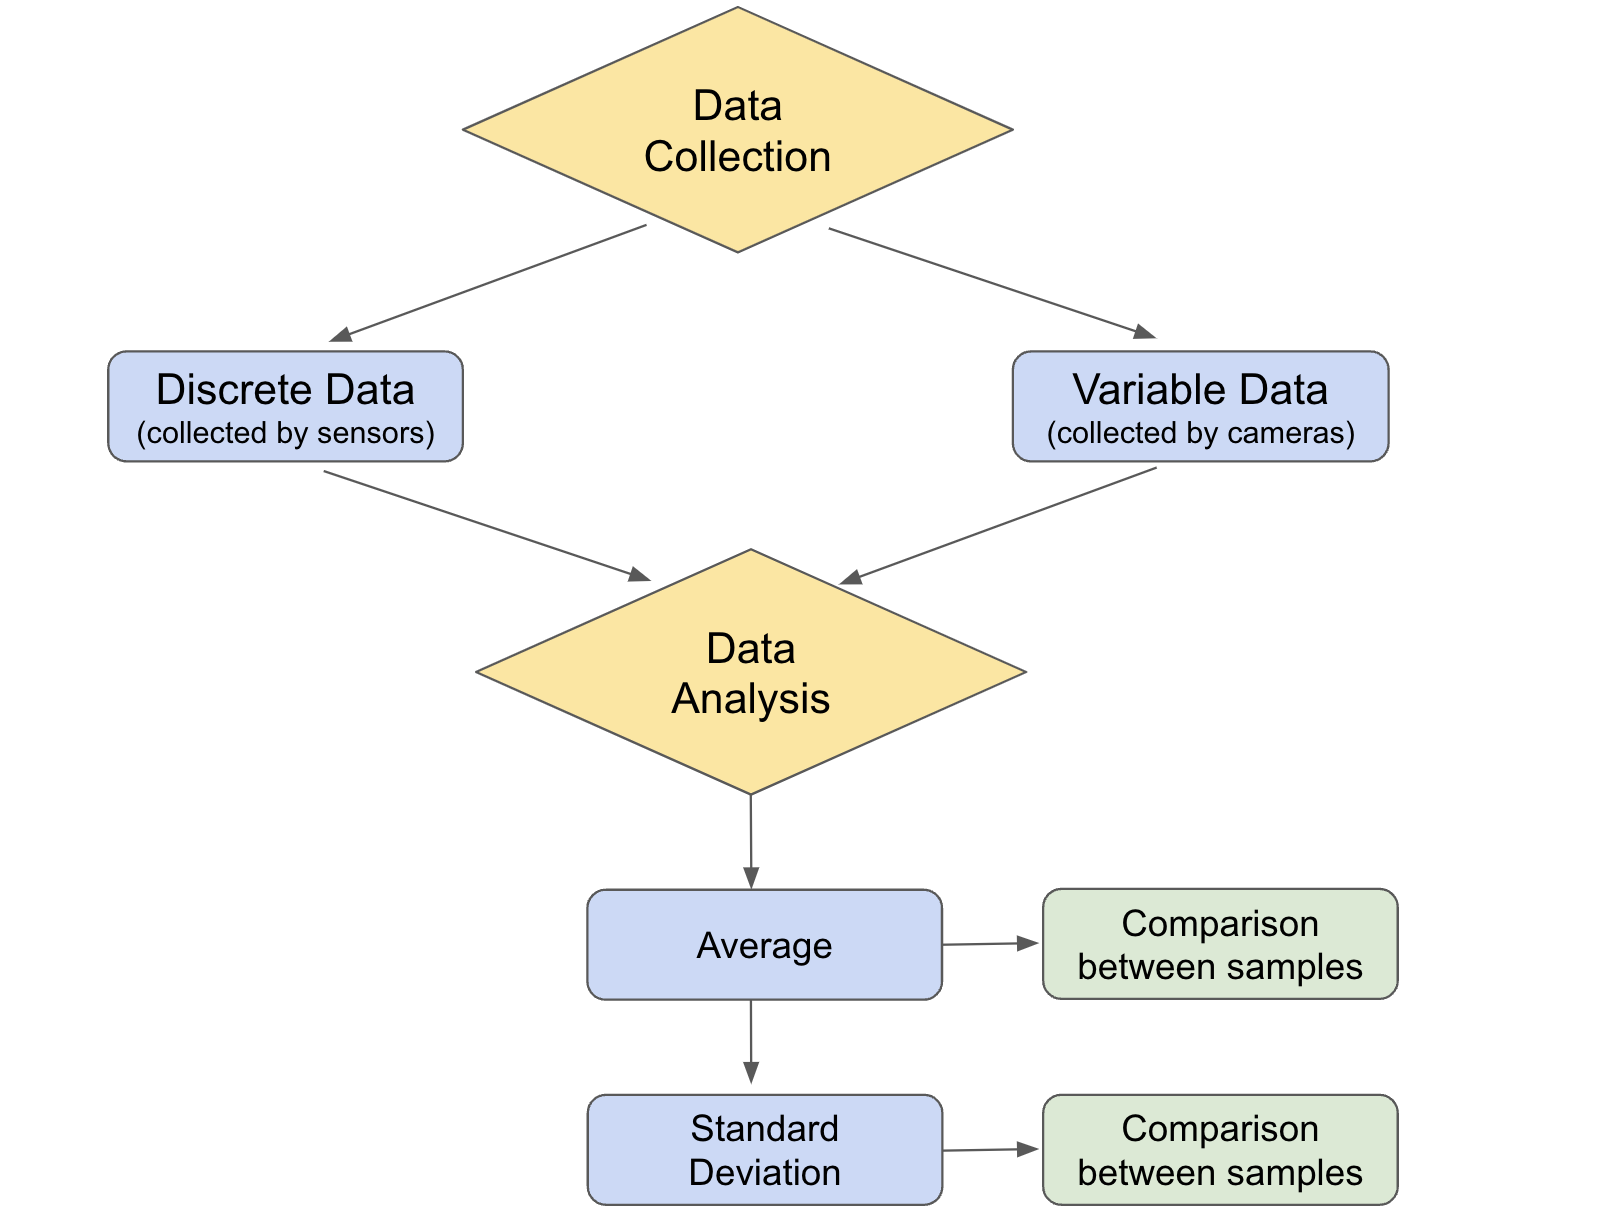 Data
Collection
Discrete Data
(collected by sensors)
Variable Data
(collected by cameras)
Data
Analysis
Average
Comparison
between samples
Standard
Deviation
Comparison
between samples